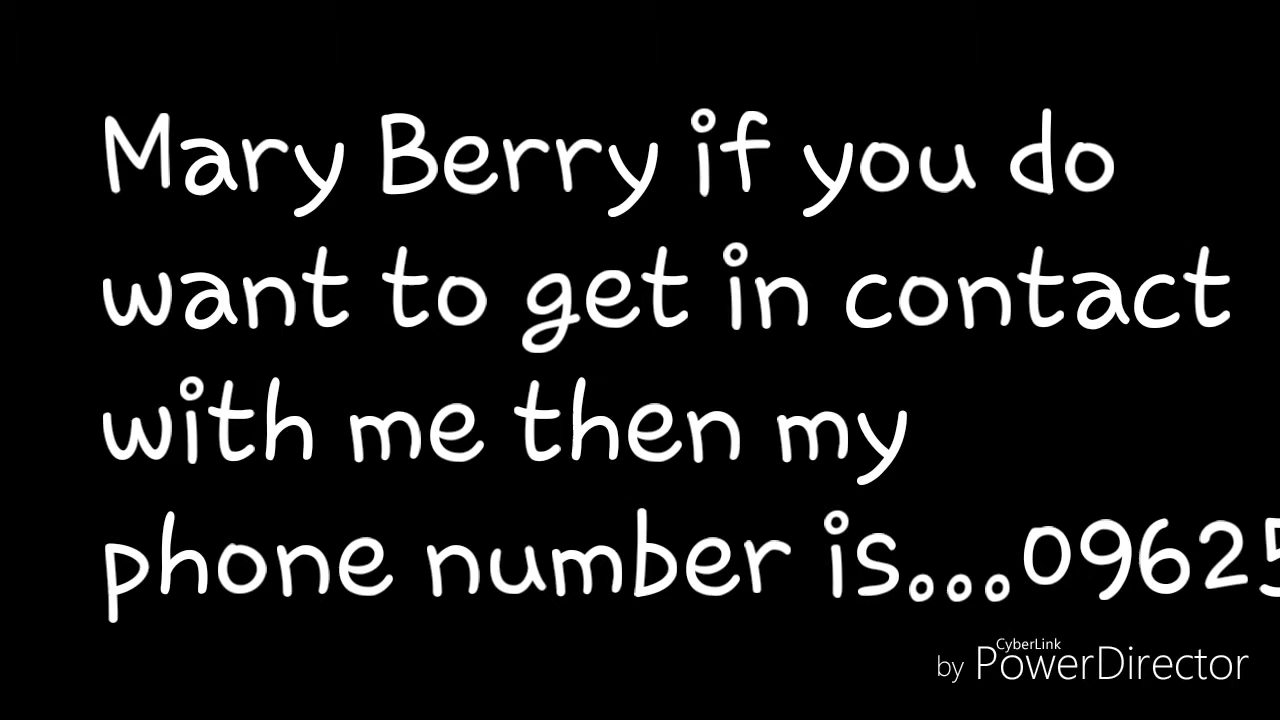 Mary Berry if you do
want to get in contact
with me then my
phone number is...09625
CyberLink
by PowerDirector